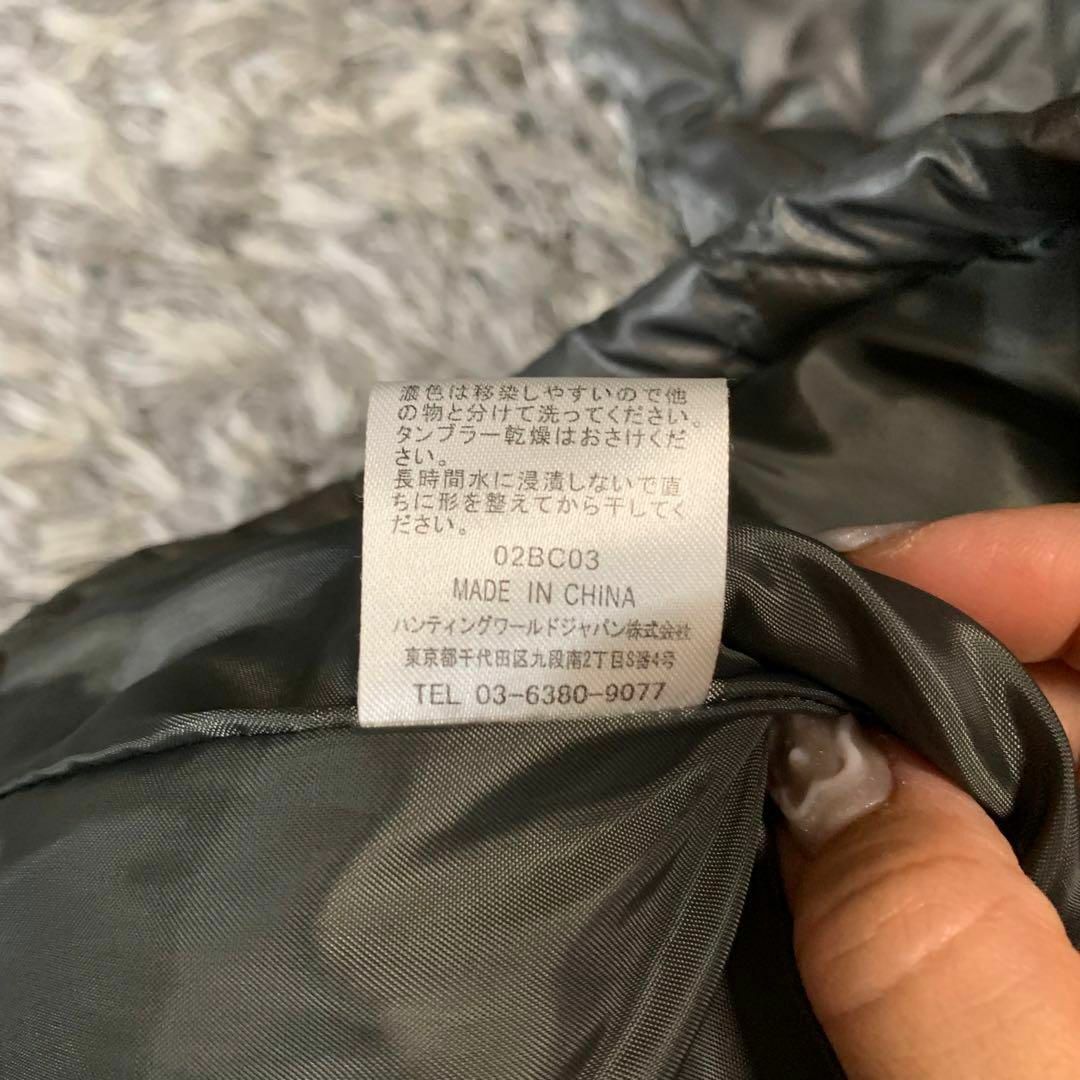 濃色は移染しやすいので他
の物と分けて洗ってください。
タンブラー乾燥はおさけくだ
さい。
長時間水に浸漬しないで直
ちに形を整えてから干してく
ださい。
02BC03
MADE IN CHINA
ハンティングワールドジャパン株式会社
東京都千代田区九段南2丁目8番4号
TEL 03-6380-9077